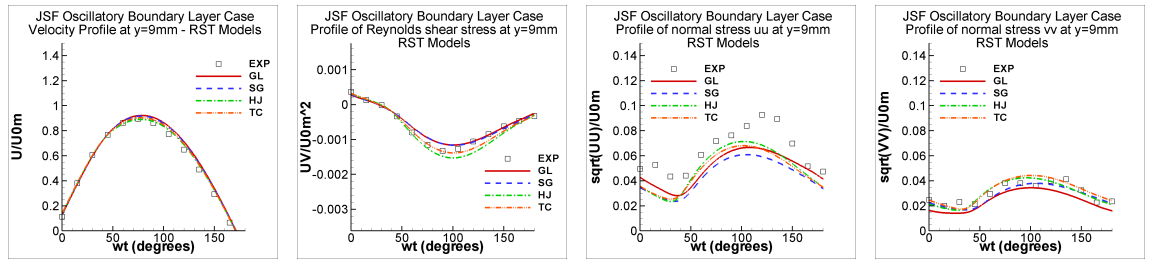 JSF Oscillatory Boundary Layer Case
Velocity Profile at y=9mm - RST Models
U/U0m
1.4
1.2
1
0.8
0.6
0.4
0.2
0
EXP
GL
SG
HJ
TC
0 50 100 150
wt (degrees)
JSF Oscillatory Boundary Layer Case
Profile of Reynolds shear stress at y=9mm
RST Models
UV/U0m^2
0.001
0
-0.001
-0.002
-0.003
EXP
GL
SG
HJ
TC
0 50 100 150
wt (degrees)
JSF Oscillatory Boundary Layer Case
Profile of normal stress uu at y=9mm
RST Models
sqrt(UU)/U0m
0.14
0.12
0.1
0.08
0.06
0.04
0.02
0
EXP
GL
SG
HJ
TC
0 50 100 150
wt (degrees)
JSF Oscillatory Boundary Layer Case
Profile of normal stress vv at y=9mm
RST Models
sqrt(VV)/U0m
0.14
0.12
0.1
0.08
0.06
0.04
0.02
0
EXP
GL
SG
HJ
TC
0 50 100 150
wt (degrees)